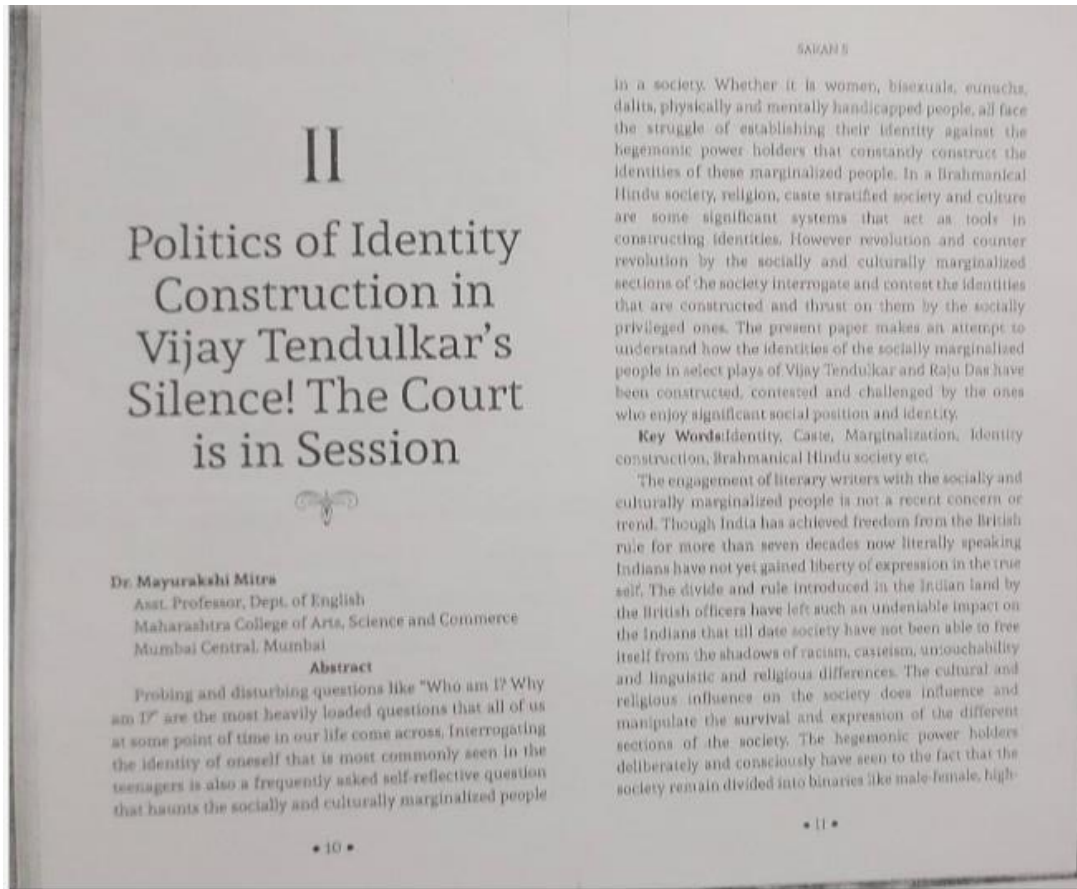 II
Politics of Identity
Construction in
Vijay Tendulkar's
Silence! The Court
is in Session
Dr. Mayurakshi Mitra
Asst. Professor, Dept. of English
Maharashtra College of Arts, Science and Commerce
Mumbai Central, Mumbai
Abstract
Probing and disturbing questions like "Who am I? Why
am I?" are the most heavily loaded questions that all of us
at some point of time in our life come across. Interrogating
the identity of oneself that is most commonly seen in the
teenagers is also a frequently asked self-reflective question
that haunts the socially and culturally marginalized people
• 10 •
SARAN S
in a society. Whether it is women, bisexuals, eunuchs,
dalits, physically and mentally handicapped people, all face
the struggle of establishing their identity against the
hegemonic power holders that constantly construct the
identities of these marginalized people. In a Brahmanical
Hindu society, religion, caste stratified society and culture
are some significant systems that act as tools in
constructing identities. However revolution and counter
revolution by the socially and culturally marginalized
sections of the society interrogate and contest the identities
that are constructed and thrust on them by the socially
privileged ones. The present paper makes an attempt to
understand how the identities of the socially marginalized
people in select plays of Vijay Tendulkar and Raju Das have
been constructed, contested and challenged by the ones
who enjoy significant social position and identity.
Key Words:Identity, Caste, Marginalization, Identity
construction, Brahmanical Hindu society etc.
The engagement of literary writers with the socially and
culturally marginalized people is not a recent concern or
trend. Though India has achieved freedom from the British
rule for more than seven decades now literally speaking
Indians have not yet gained liberty of expression in the true
self. The divide and rule introduced in the Indian land by
the British officers have left such an undeniable impact on
the Indians that till date society have not been able to free
itself from the shadows of racism, casteism, untouchability
and linguistic and religious differences. The cultural and
religious influence on the society does influence and
manipulate the survival and expression of the different
sections of the society. The hegemonic power holders
deliberately and consciously have seen to the fact that the
society remain divided into binaries like male-female, high-
• 11 •